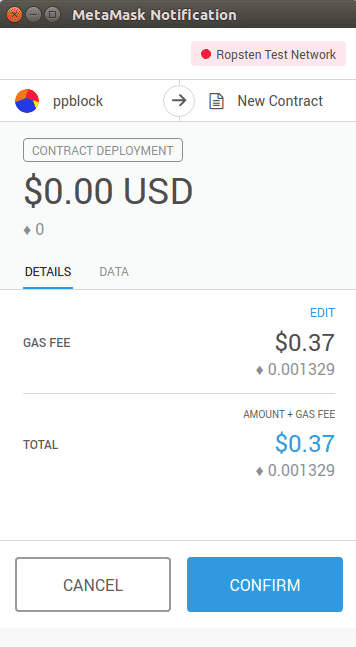 MetaMask Notification
Ropsten Test Network
ppblock
New Contract
CONTRACT DEPLOYMENT
$0.00 USD
♦ 0
DETAILS DATA
EDIT
GAS FEE $0.37
♦ 0.001329
AMOUNT + GAS FEE
TOTAL $0.37
♦ 0.001329
CANCEL CONFIRM